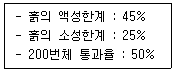 - 흙의 액성한계 : 45%
- 흙의 소성한계 : 25%
- 200번체 통과율 : 50%